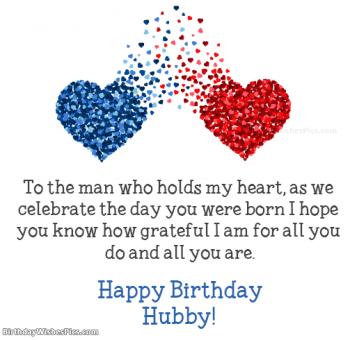 To the man who holds my heart, as we
celebrate the day you were born I hope
you know how grateful I am for all you
do and all you are.
Happy Birthday
Hubby!
BirthdayWishesPics.com